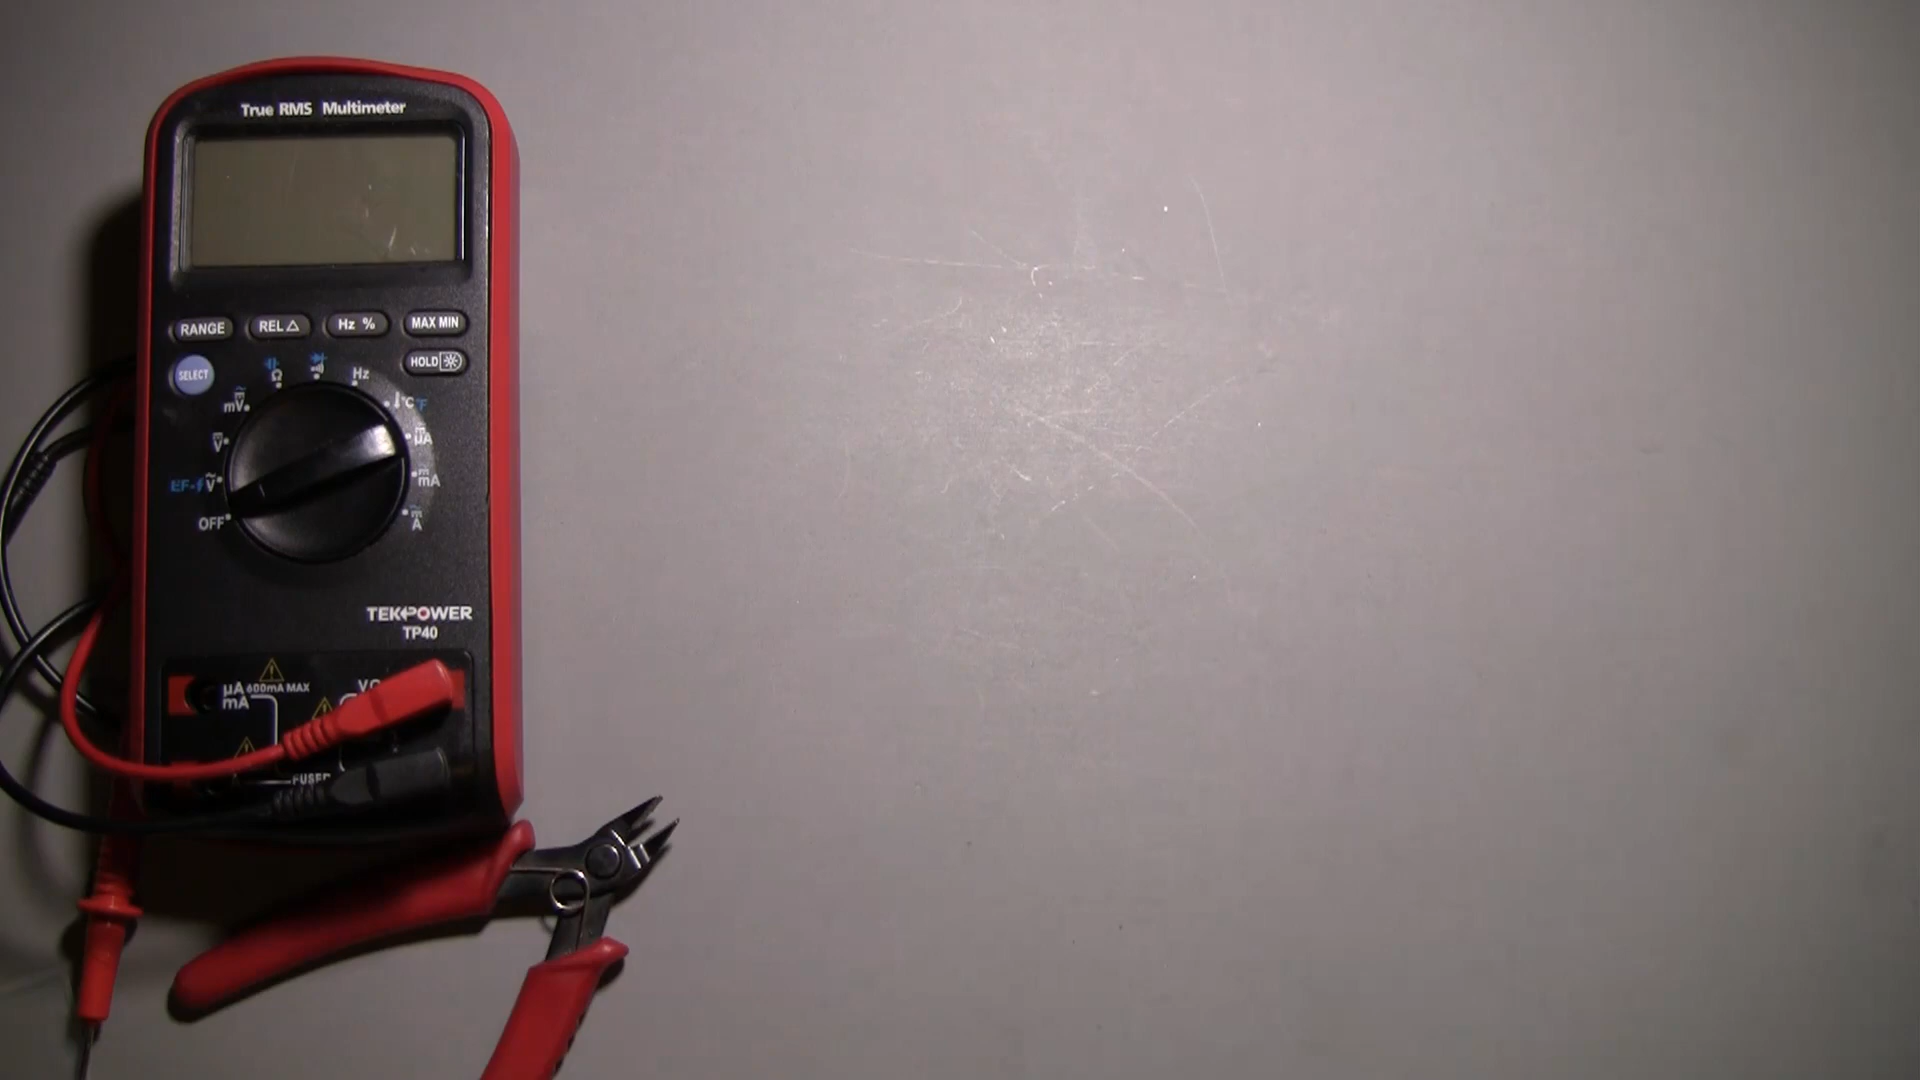 True RMS Multimeter
RANGE REL△ Hz % MAX MIN
SELECT HOLD
Hz
mV
Ω
°C °F
V
µA
EF- V
mA
OFF
A
TEKPOWER
TP40
µA 600mA MAX
mA
FUSED